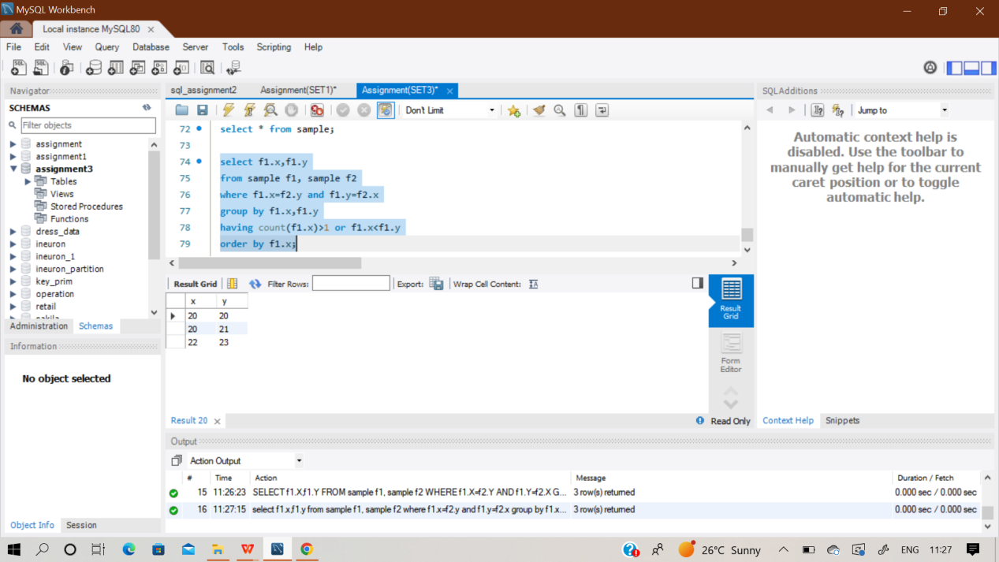 MySQL Workbench
Local instance MySQL80
File Edit View Query Database Server Tools Scripting Help
Navigator
SCHEMAS
Filter objects
assignment
assignment1
assignment3
Tables
Views
Stored Procedures
Functions
dress_data
ineuron
ineuron_1
ineuron_partition
key_prim
operation
retail
Administration Schemas
Information
No object selected
Object Info Session
sql_assignment2 Assignment(SET1)* Assignment(SET3)*
Don't Limit
72 select * from sample;
73
74 select f1.x,f1.y
75 from sample f1, sample f2
76 where f1.x=f2.y and f1.y=f2.x
77 group by f1.x,f1.y
78 having count(f1.x)>1 or f1.x<f1.y
79 order by f1.x;
Result Grid Filter Rows: Export: Wrap Cell Content:
x y
20 20
20 21
22 23
Result
Grid
Form
Editor
Result 20 Read Only
SQLAdditions
Jump to
Automatic context help is
disabled. Use the toolbar to
manually get help for the current
caret position or to toggle
automatic help.
Context Help Snippets
Output
Action Output
# Time Action Message Duration / Fetch
15 11:26:23 SELECT f1.X,f1.Y FROM sample f1, sample f2 WHERE f1.X=f2.Y AND f1.Y=f2.X G... 3 row(s) returned 0.000 sec / 0.000 sec
16 11:27:15 select f1.x,f1.y from sample f1, sample f2 where f1.x=f2.y and f1.y=f2.x group by f1.x... 3 row(s) returned 0.000 sec / 0.000 sec
26°C Sunny ENG 11:27